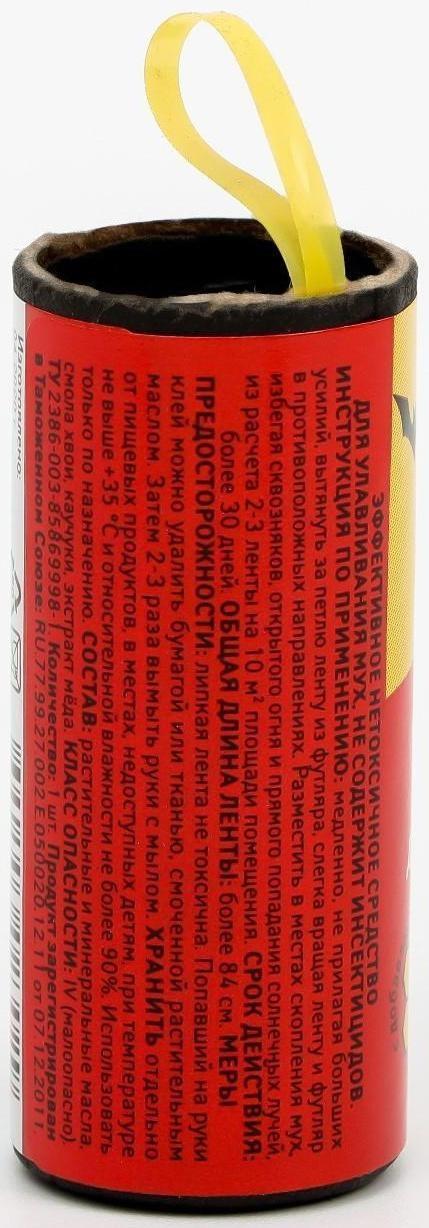 ЭФФЕКТИВНОЕ НЕТОКСИЧНОЕ СРЕДСТВО
ДЛЯ УЛАВЛИВАНИЯ МУХ, НЕ СОДЕРЖИТ ИНСЕКТИЦИДОВ.
ИНСТРУКЦИЯ ПО ПРИМЕНЕНИЮ: медленно, не прилагая больших
усилий, вытянуть за петлю ленту из футляра, слегка вращая ленту и футляр
в противоположных направлениях. Разместить в местах скопления мух,
избегая сквозняков, открытого огня и прямого попадания солнечных лучей,
из расчета 2-3 ленты на 10 м² площади помещения. СРОК ДЕЙСТВИЯ:
более 30 дней. ОБЩАЯ ДЛИНА ЛЕНТЫ: более 84 см. МЕРЫ
ПРЕДОСТОРОЖНОСТИ: липкая лента не токсична. Попавший на руки
клей можно удалить бумагой или тканью, смоченной растительным
маслом. Затем 2-3 раза вымыть руки с мылом. ХРАНИТЬ отдельно
от пищевых продуктов, в местах, недоступных детям, при температуре
не выше +35 °С и относительной влажности не более 90%. Использовать
только по назначению. СОСТАВ: растительные и минеральные масла,
смола хвои, каучуки, экстракт мёда. КЛАСС ОПАСНОСТИ: IV (малоопасно)
ТУ 2386-003-85869998. Количество: 1 шт. Продукт зарегистрирован
в Таможенном Союзе: RU.77.99.27.002.Е.050210.12.11 от 07.12.2011.
Изготовлено: